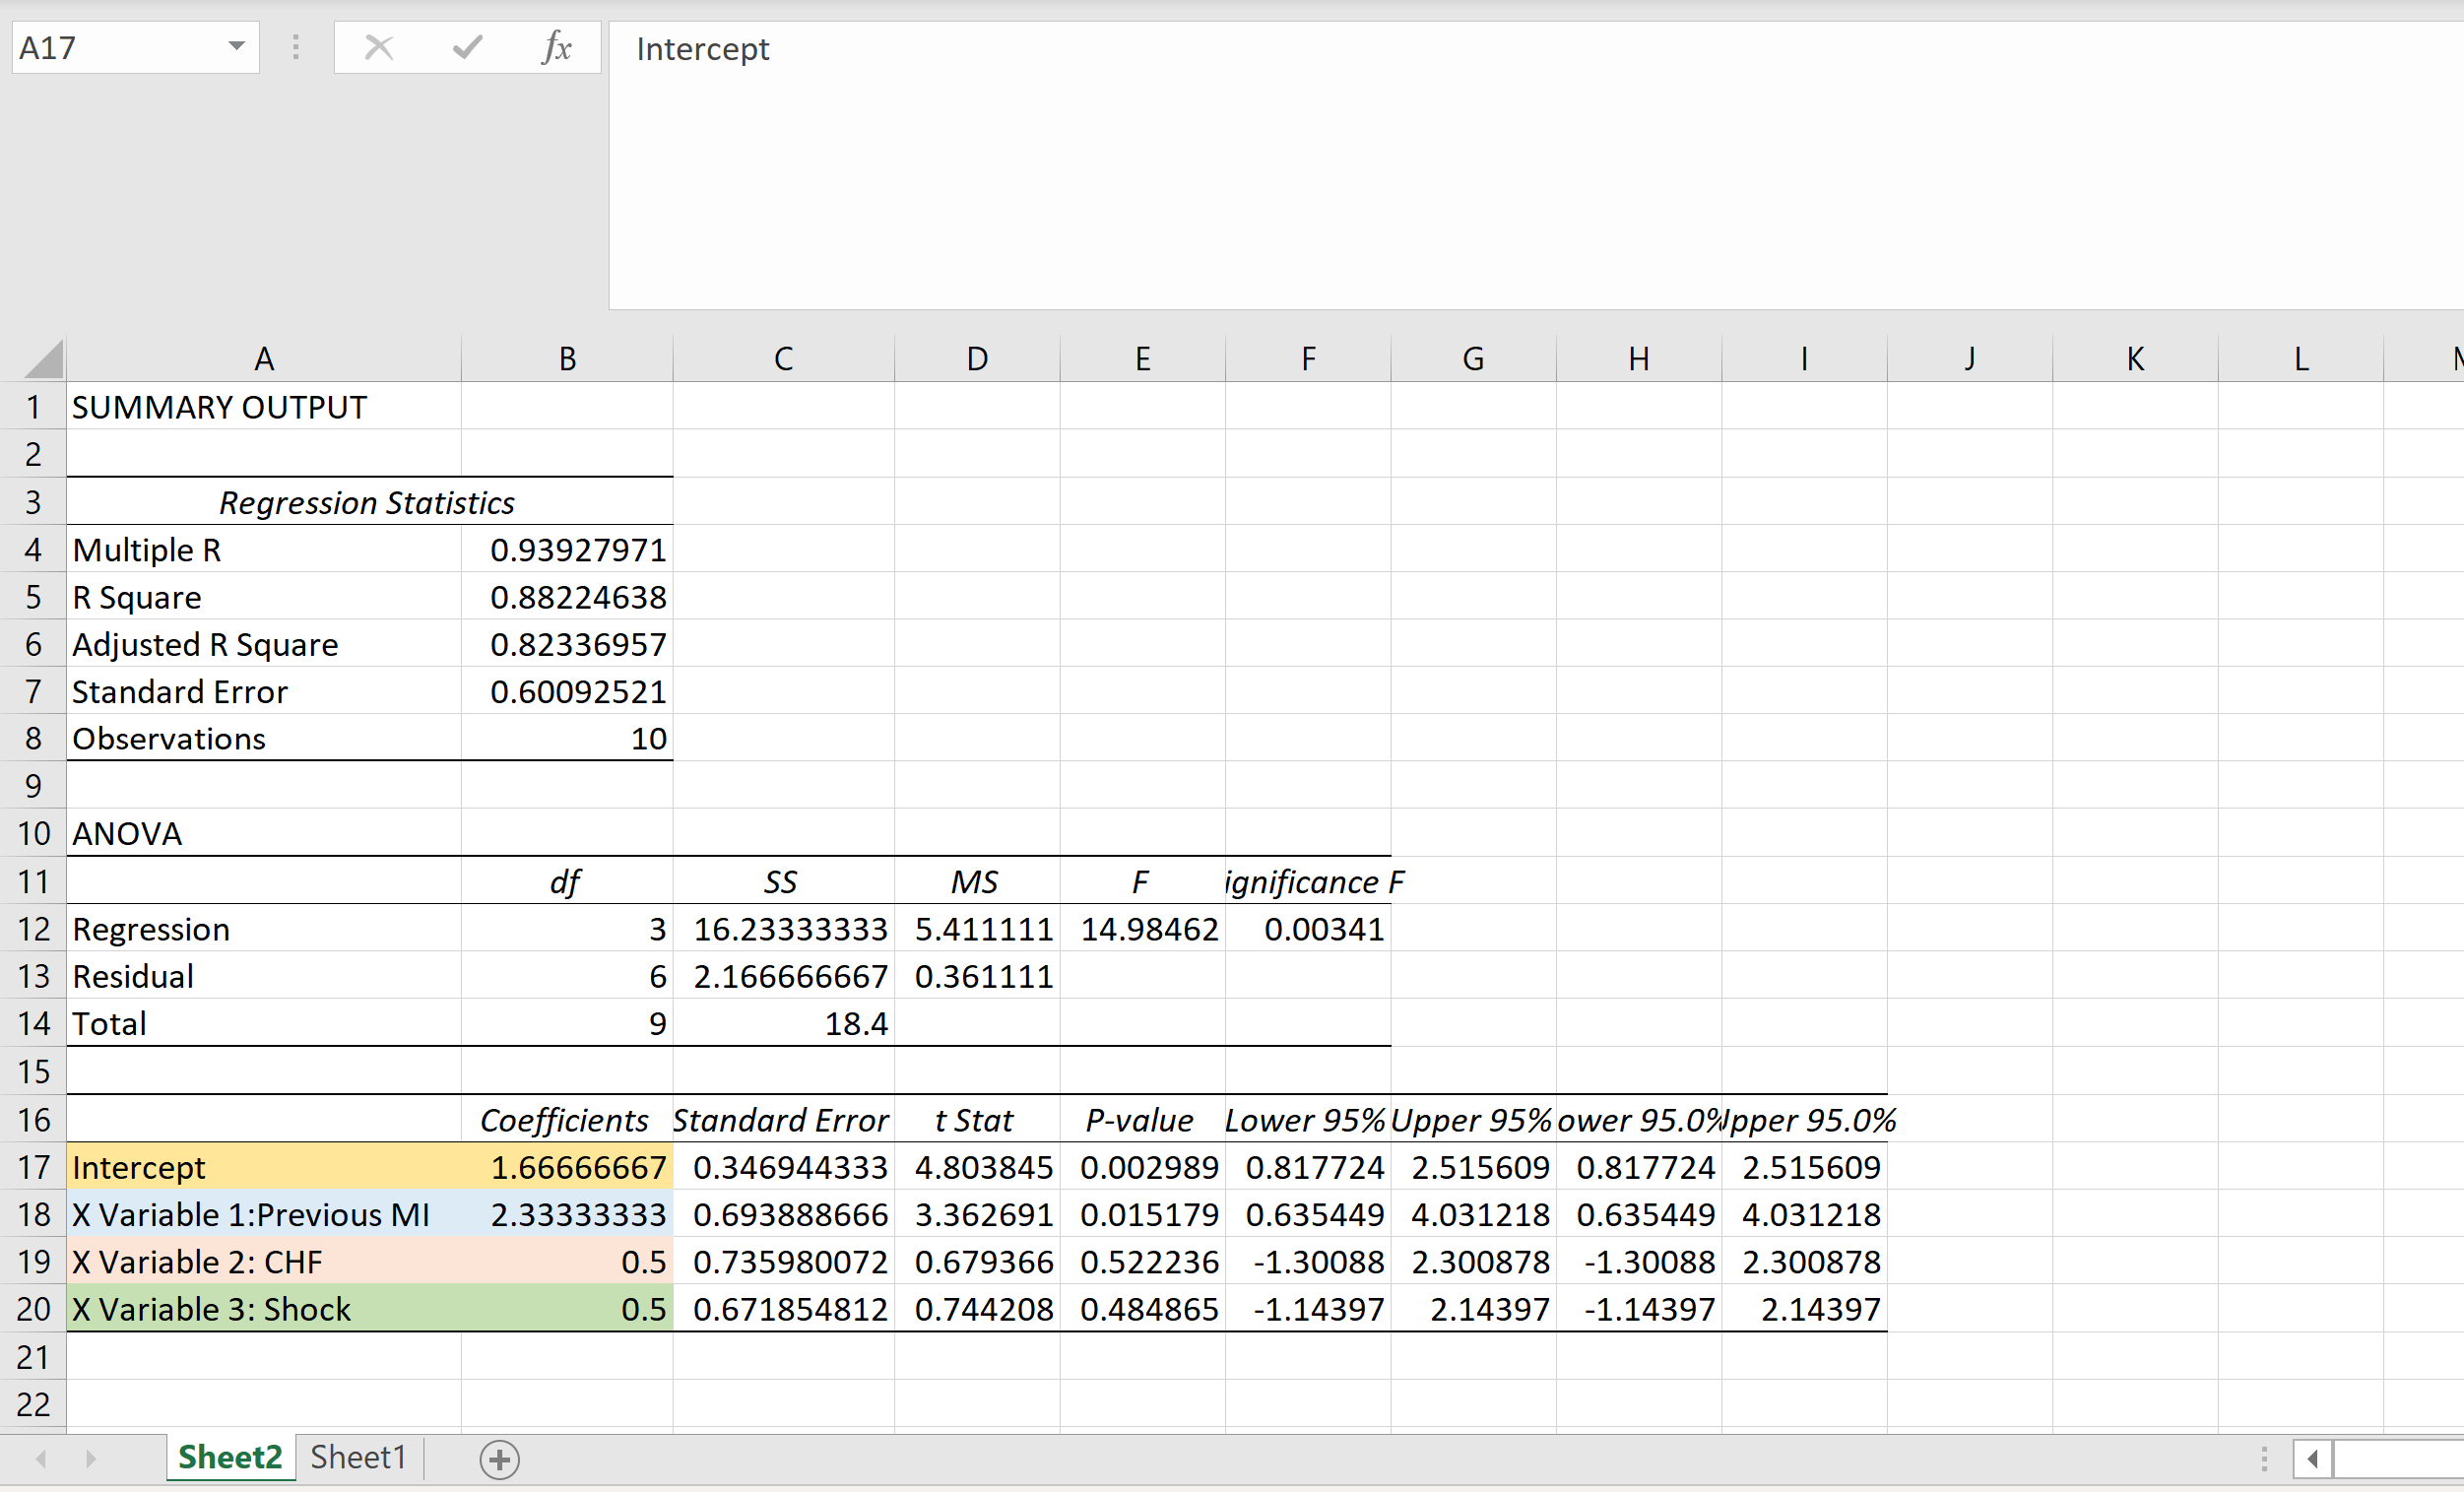 A17 fx Intercept
A B C D E F G H I J K L
1 SUMMARY OUTPUT
2
3 Regression Statistics
4 Multiple R 0.93927971
5 R Square 0.88224638
6 Adjusted R Square 0.82336957
7 Standard Error 0.60092521
8 Observations 10
9
10 ANOVA
11 df SS MS F ignificance F
12 Regression 3 16.23333333 5.411111 14.98462 0.00341
13 Residual 6 2.166666667 0.361111
14 Total 9 18.4
15
16 Coefficients Standard Error t Stat P-value Lower 95% Upper 95% ower 95.0% Upper 95.0%
17 Intercept 1.66666667 0.346944333 4.803845 0.002989 0.817724 2.515609 0.817724 2.515609
18 X Variable 1:Previous MI 2.33333333 0.693888666 3.362691 0.015179 0.635449 4.031218 0.635449 4.031218
19 X Variable 2: CHF 0.5 0.735980072 0.679366 0.522236 -1.30088 2.300878 -1.30088 2.300878
20 X Variable 3: Shock 0.5 0.671854812 0.744208 0.484865 -1.14397 2.14397 -1.14397 2.14397
21
22
Sheet2 Sheet1